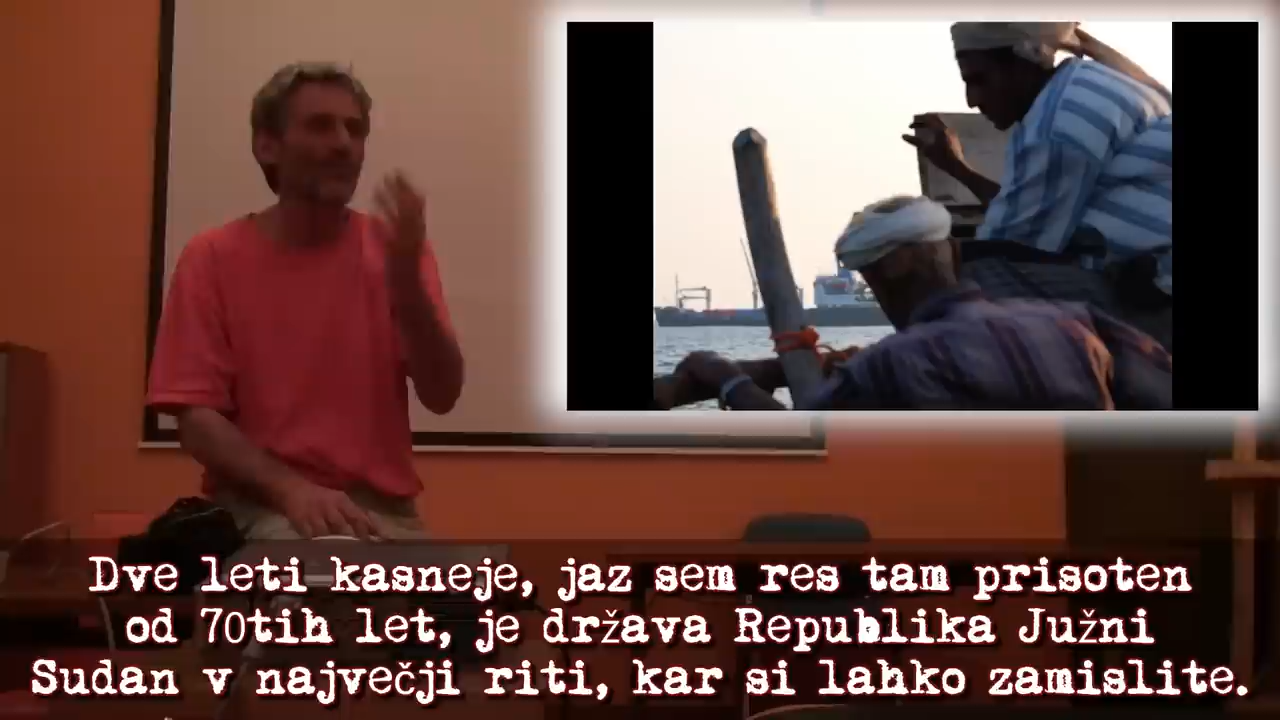 Dve leti kasneje, jaz sem res tam prisoten
od 70tih let, je država Republika Južni
Sudan v največji riti, kar si lahko zamislite.